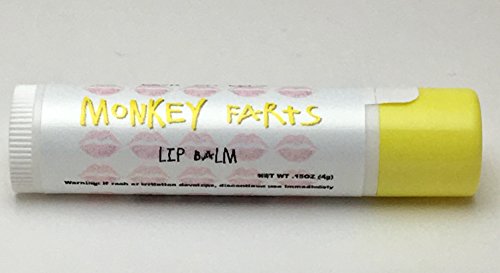 MONKEY FARTS
LIP BALM
NET WT .15OZ (4g)
Warning: If rash or irritation develops, discontinue use immediately